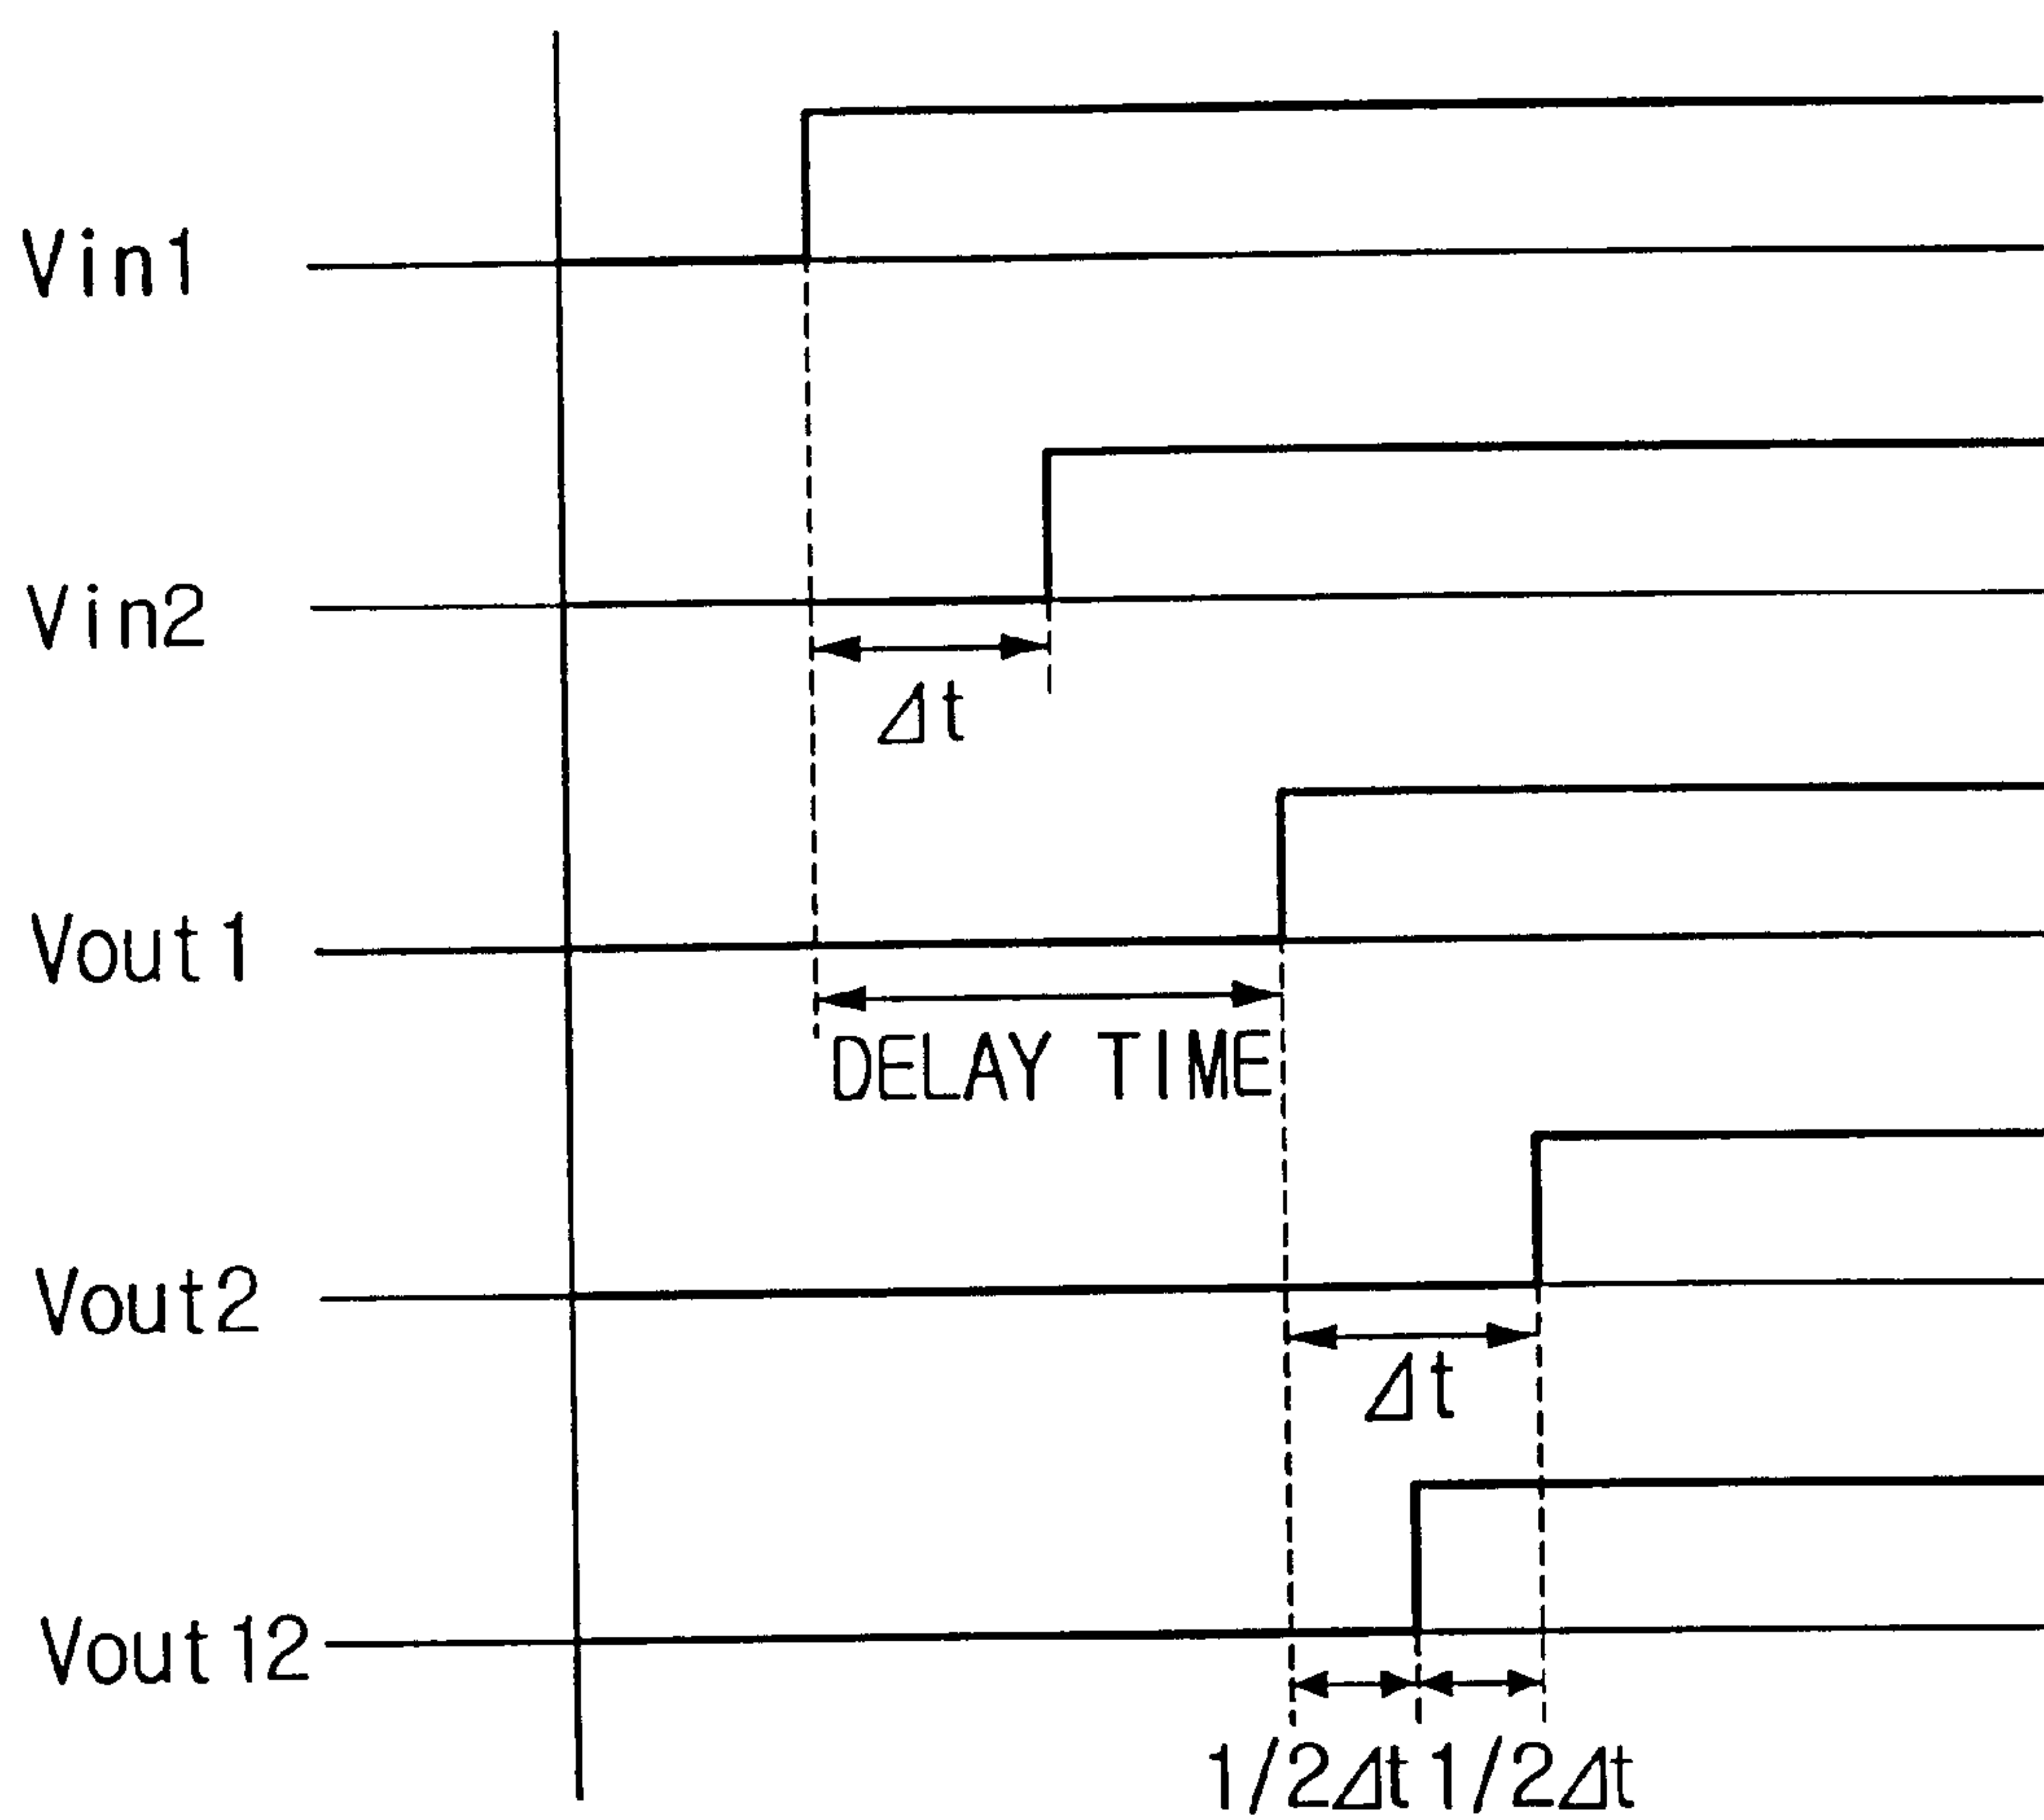 Vin1
Vin2
Δt
Vout1
DELAY TIME
Vout2
Δt
Vout12
1/2Δt 1/2Δt